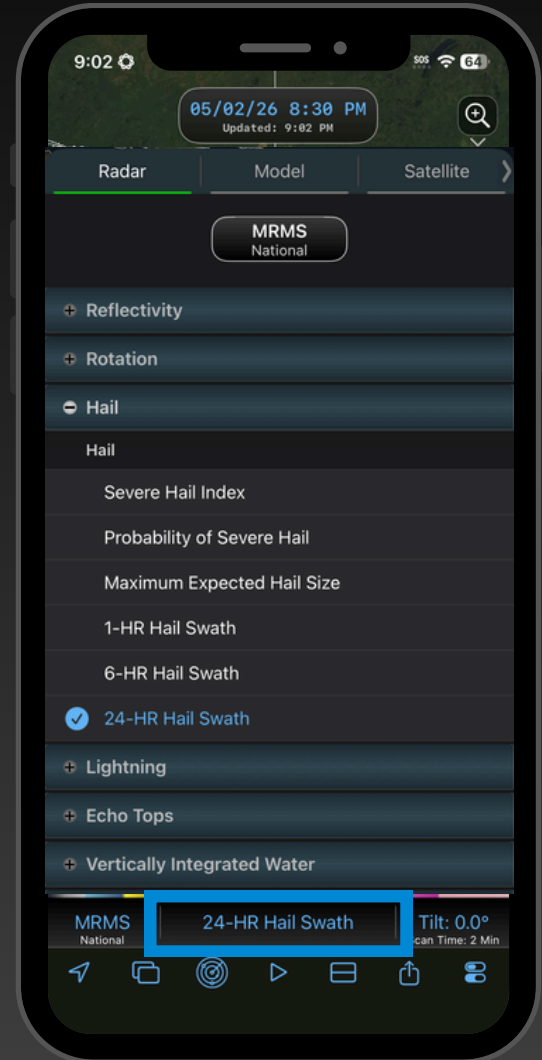 9:02
SOS
64
05/02/26 8:30 PM
Updated: 9:02 PM
Radar
Model
Satellite
MRMS
National
Reflectivity
Rotation
Hail
Hail
Severe Hail Index
Probability of Severe Hail
Maximum Expected Hail Size
1-HR Hail Swath
6-HR Hail Swath
24-HR Hail Swath
Lightning
Echo Tops
Vertically Integrated Water
MRMS
National
24-HR Hail Swath
Tilt: 0.0°
can Time: 2 Min